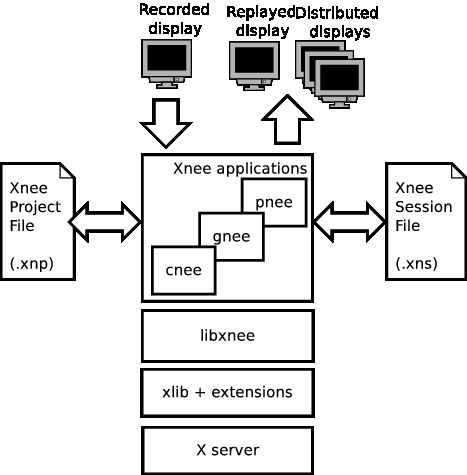 Recorded
display
Replayed
display
Distributed
displays
Xnee applications
pnee
gnee
cnee
Xnee
Project
File
(.xnp)
Xnee
Session
File
(.xns)
libxnee
xlib + extensions
X server